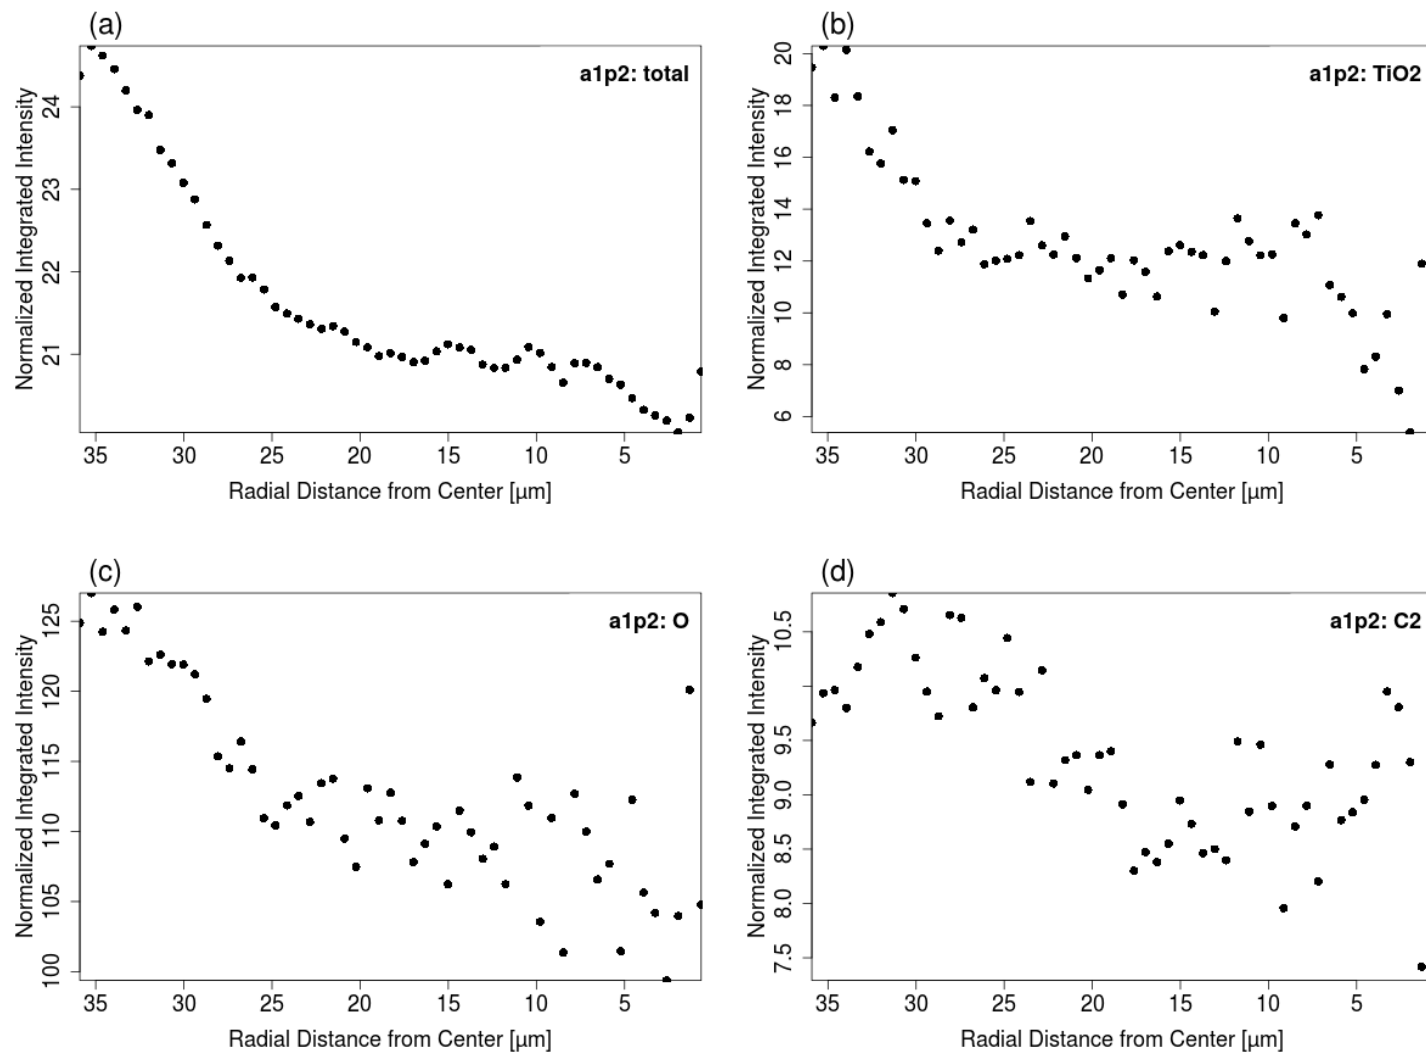 (a)
a1p2: total
Normalized Integrated Intensity
24
23
22
21
35 30 25 20 15 10 5
Radial Distance from Center [µm]
(b)
a1p2: TiO2
Normalized Integrated Intensity
20
18
16
14
12
10
8
6
35 30 25 20 15 10 5
Radial Distance from Center [µm]
(c)
a1p2: O
Normalized Integrated Intensity
125
120
115
110
105
100
35 30 25 20 15 10 5
Radial Distance from Center [µm]
(d)
a1p2: C2
Normalized Integrated Intensity
10.5
9.5
9.0
8.5
8.0
7.5
35 30 25 20 15 10 5
Radial Distance from Center [µm]